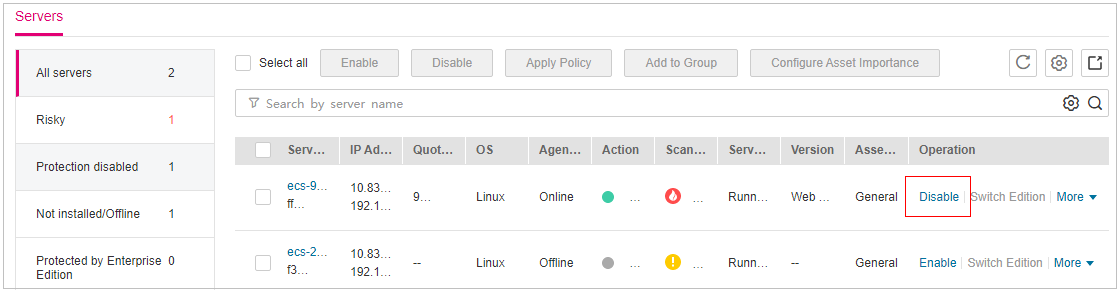 Servers
All servers 2
Risky 1
Protection disabled 1
Not installed/Offline 1
Protected by Enterprise Edition 0
Select all Enable Disable Apply Policy Add to Group Configure Asset Importance
Search by server name
Serv... IP Ad... Quot... OS Agen... Action Scan... Serv... Version Asse... Operation
ecs-9... 10.83... 9... Linux Online ... ... Runn... Web ... General Disable Switch Edition More
ff... 192.1...
ecs-2... 10.83... -- Linux Offline ... ... Runn... -- General Enable Switch Edition More
f3... 192.1...